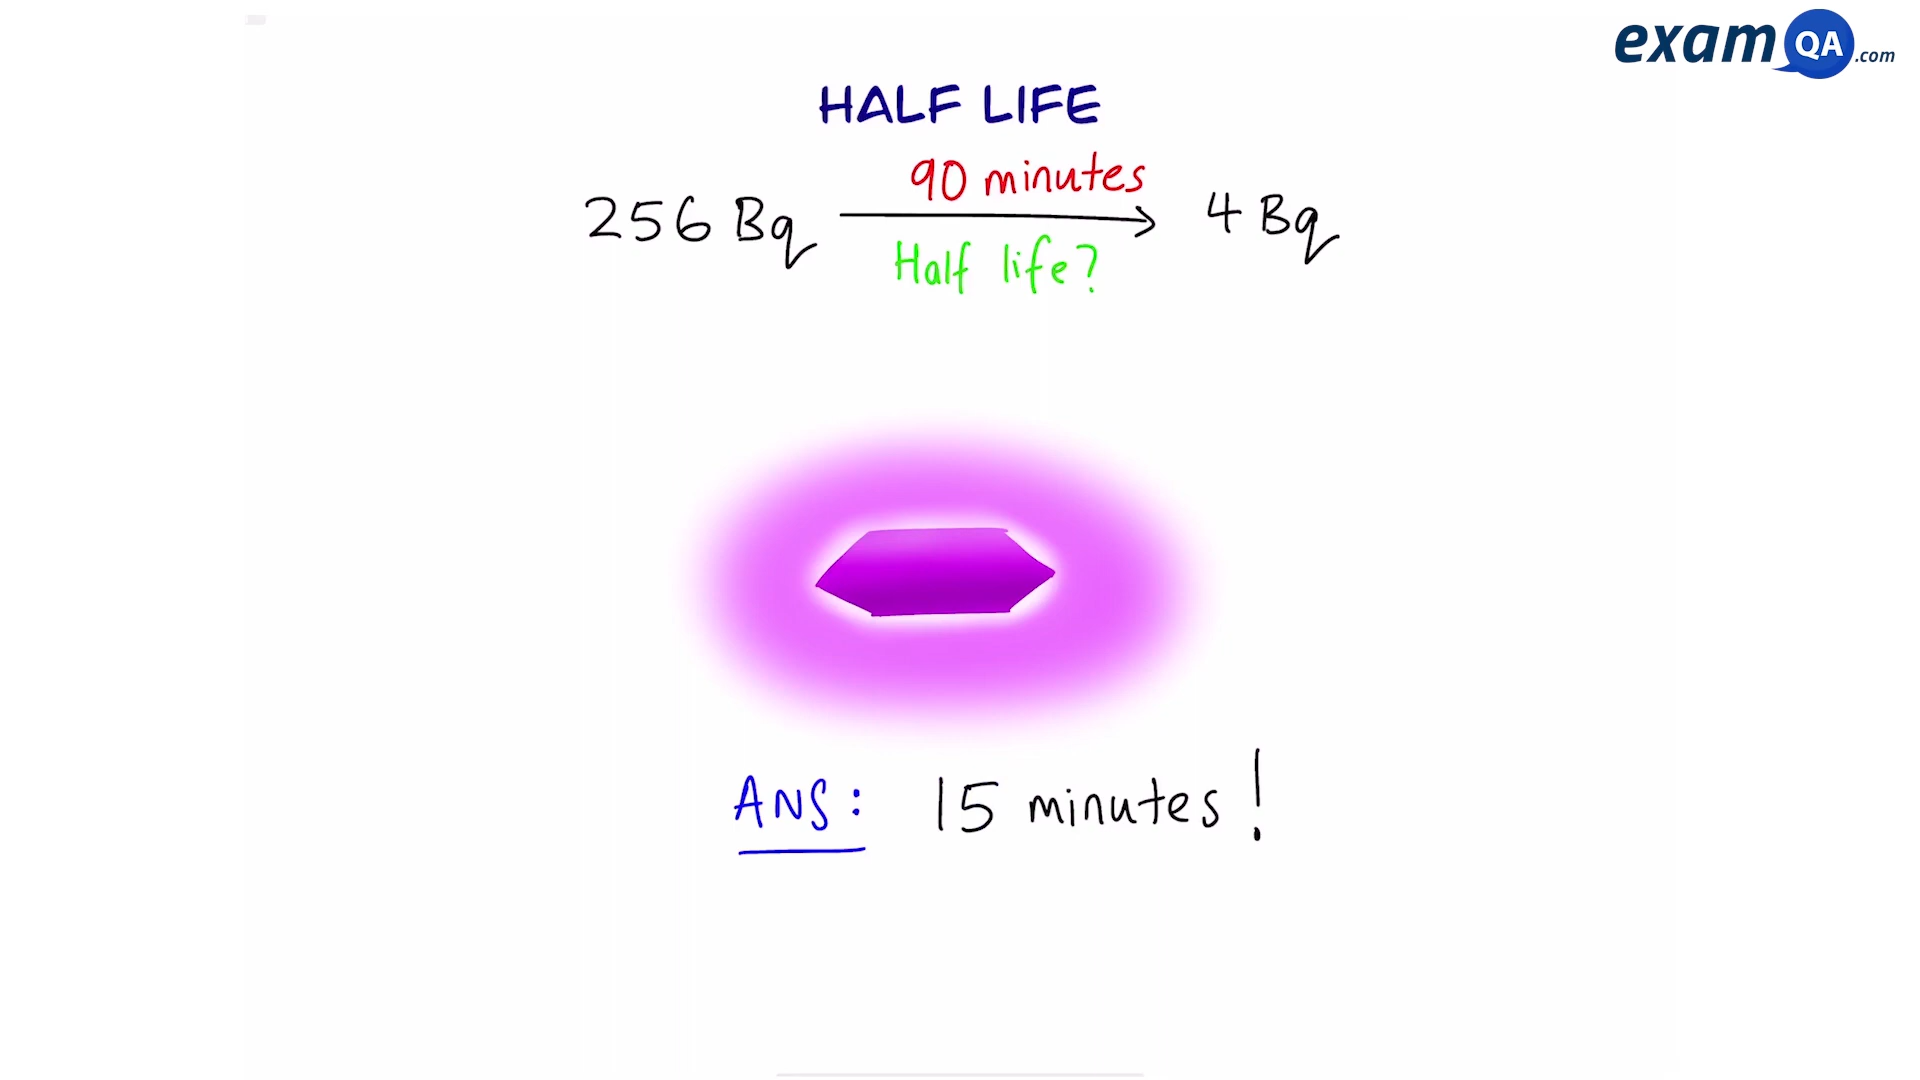 examQA.com
HALF LIFE
90 minutes
256 Bq 4 Bq
Half life?
ANS: 15 minutes!